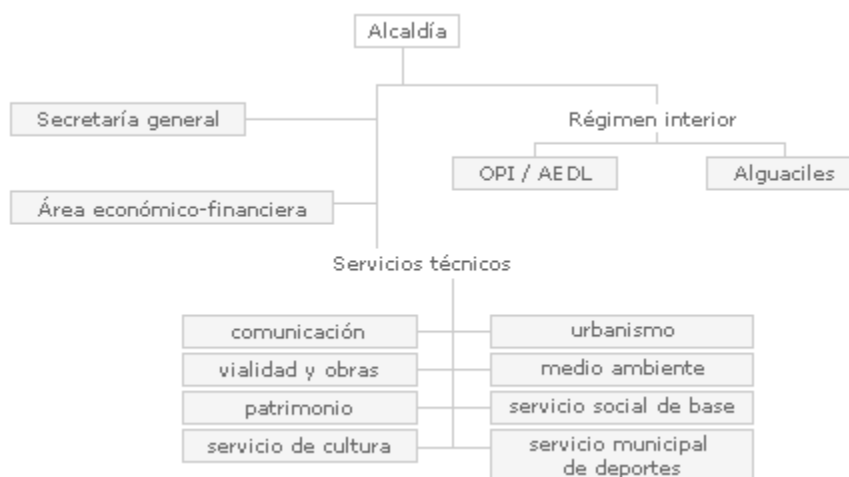 Alcaldía
Secretaría general
Régimen interior
OPI / AEDL
Alguaciles
Área económico-financiera
Servicios técnicos
comunicación
urbanismo
vialidad y obras
medio ambiente
patrimonio
servicio social de base
servicio de cultura
servicio municipal
de deportes